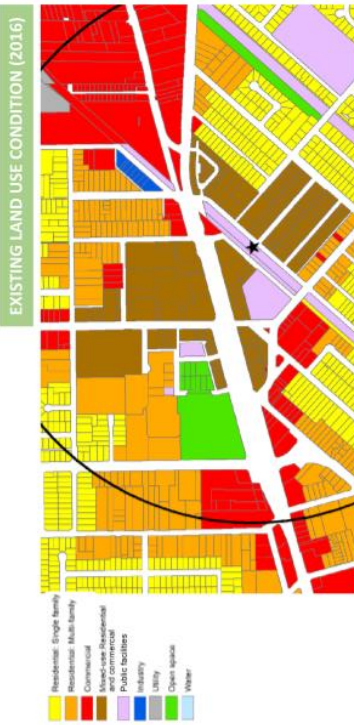 EXISTING LAND USE CONDITION (2016)
Residential: Single family
Residential: Multi-family
Commercial
Mixed-use Residential
and commercial
Public facilities
Industry
Utility
Open space
Water